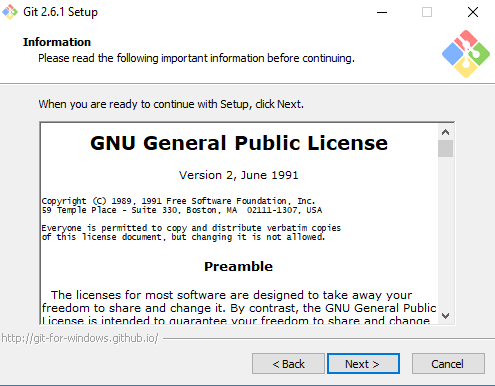 Git 2.6.1 Setup
Information
Please read the following important information before continuing.
When you are ready to continue with Setup, click Next.
GNU General Public License
Version 2, June 1991
Copyright (C) 1989, 1991 Free Software Foundation, Inc.
59 Temple Place - Suite 330, Boston, MA  02111-1307, USA
Everyone is permitted to copy and distribute verbatim copies
of this license document, but changing it is not allowed.
Preamble
The licenses for most software are designed to take away your
freedom to share and change it. By contrast, the GNU General Public
License is intended to guarantee your freedom to share and change
http://git-for-windows.github.io/
< Back
Next >
Cancel